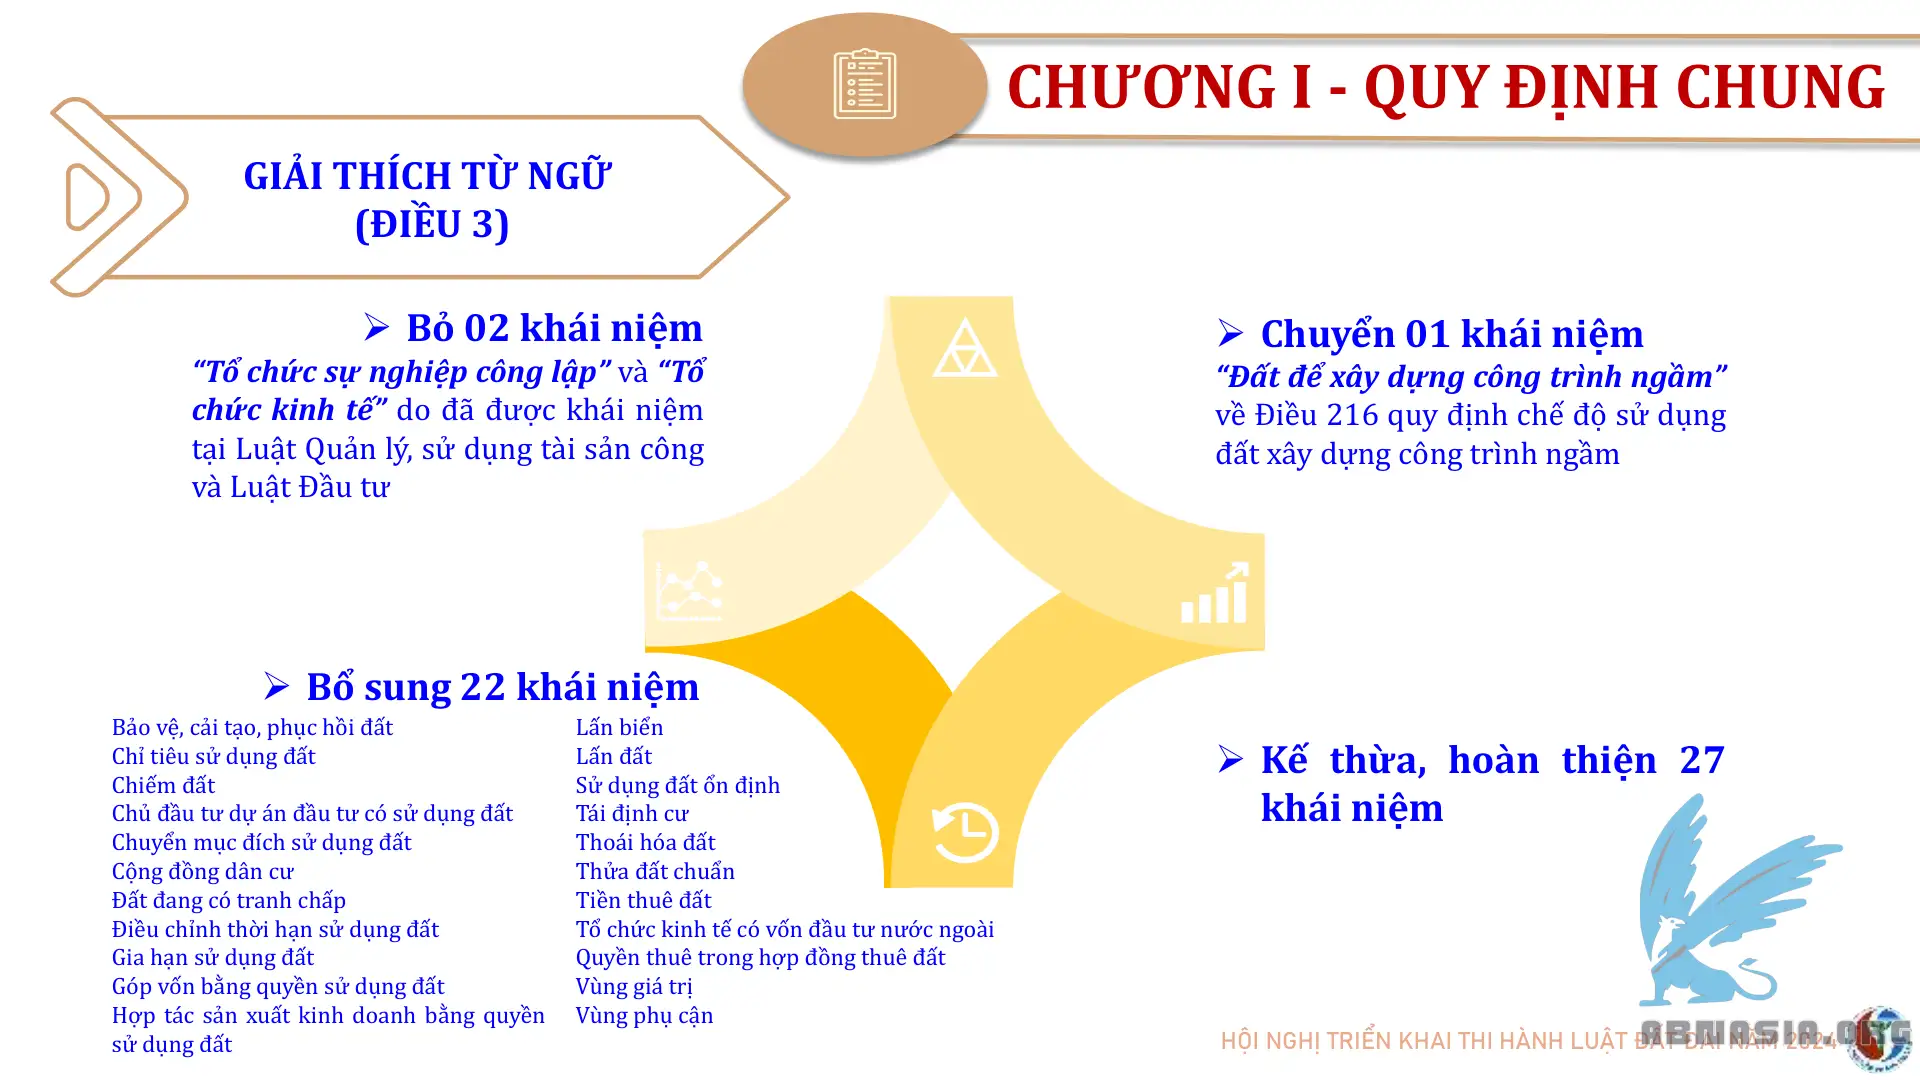 CHƯƠNG I - QUY ĐỊNH CHUNG
GIẢI THÍCH TỪ NGỮ
(ĐIỀU 3)
Bỏ 02 khái niệm
“Tổ chức sự nghiệp công lập” và “Tổ
chức kinh tế” do đã được khái niệm
tại Luật Quản lý, sử dụng tài sản công
và Luật Đầu tư
Chuyển 01 khái niệm
“Đất để xây dựng công trình ngầm”
về Điều 216 quy định chế độ sử dụng
đất xây dựng công trình ngầm
Bổ sung 22 khái niệm
Bảo vệ, cải tạo, phục hồi đất
Chỉ tiêu sử dụng đất
Chiếm đất
Chủ đầu tư dự án đầu tư có sử dụng đất
Chuyển mục đích sử dụng đất
Cộng đồng dân cư
Đất đang có tranh chấp
Điều chỉnh thời hạn sử dụng đất
Gia hạn sử dụng đất
Góp vốn bằng quyền sử dụng đất
Hợp tác sản xuất kinh doanh bằng quyền
sử dụng đất
Lấn biển
Lấn đất
Sử dụng đất ổn định
Tái định cư
Thoái hóa đất
Thửa đất chuẩn
Tiền thuê đất
Tổ chức kinh tế có vốn đầu tư nước ngoài
Quyền thuê trong hợp đồng thuê đất
Vùng giá trị
Vùng phụ cận
Kế thừa, hoàn thiện 27
khái niệm
HỘI NGHỊ TRIỂN KHAI THI HÀNH LUẬT ĐẤT ĐAI NĂM 2024
ABMASIA.ORG